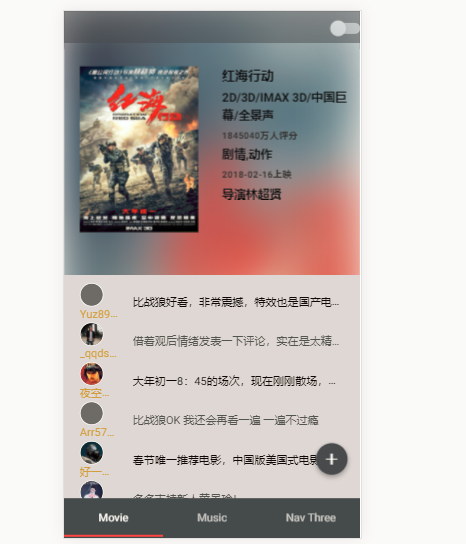 红海行动
2D/3D/IMAX 3D/中国巨
幕/全景声
1845040万人评分
剧情,动作
2018-02-16上映
导演林超贤
红海
行动
IMAX 3D
比战狼好看，非常震撼，特效也是国产电...
Yuz89...
借着观后情绪发表一下评论，实在是太精...
_qqds...
大年初一8：45的场次，现在刚刚散场，...
夜空...
比战狼OK 我还会再看一遍 一遍不过瘾
Arr57...
春节唯一推荐电影，中国版美国式电影
好一...
+
Movie
Music
Nav Three